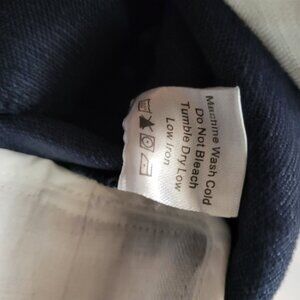 Machine Wash Cold
Do Not Bleach
Tumble Dry Low
Low Iron